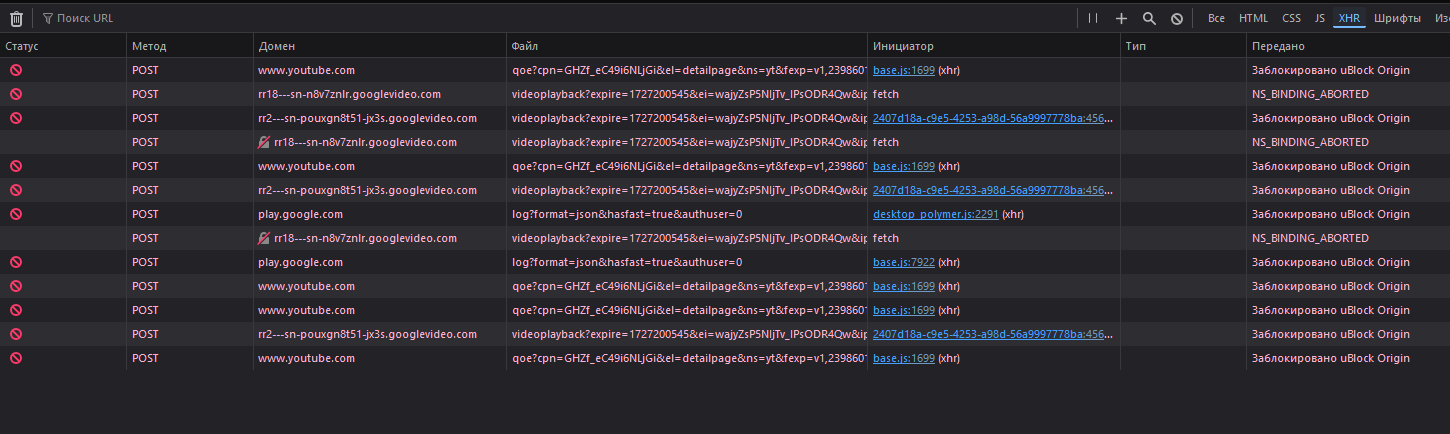 Поиск URL Все HTML CSS JS XHR Шрифты Из
Статус Метод Домен Файл Инициатор Тип Передано
POST www.youtube.com qoe?cpn=GHZf_eC49i6NLjGi&el=detailpage&ns=yt&fexp=v1,2398601 base.js:1699 (xhr) Заблокировано uBlock Origin
POST rr18---sn-n8v7znlr.googlevideo.com videoplayback?expire=1727200545&ei=wajyZsP5NIjTv_IPsODR4Qw&ip fetch NS_BINDING_ABORTED
POST rr2---sn-pouxgn8t51-jx3s.googlevideo.com videoplayback?expire=1727200545&ei=wajyZsP5NIjTv_IPsODR4Qw&ip 2407d18a-c9e5-4253-a98d-56a9997778ba:456... Заблокировано uBlock Origin
POST rr18---sn-n8v7znlr.googlevideo.com videoplayback?expire=1727200545&ei=wajyZsP5NIjTv_IPsODR4Qw&ip fetch NS_BINDING_ABORTED
POST www.youtube.com qoe?cpn=GHZf_eC49i6NLjGi&el=detailpage&ns=yt&fexp=v1,2398601 base.js:1699 (xhr) Заблокировано uBlock Origin
POST rr2---sn-pouxgn8t51-jx3s.googlevideo.com videoplayback?expire=1727200545&ei=wajyZsP5NIjTv_IPsODR4Qw&ip 2407d18a-c9e5-4253-a98d-56a9997778ba:456... Заблокировано uBlock Origin
POST play.google.com log?format=json&hasfast=true&authuser=0 desktop_polymer.js:2291 (xhr) Заблокировано uBlock Origin
POST rr18---sn-n8v7znlr.googlevideo.com videoplayback?expire=1727200545&ei=wajyZsP5NIjTv_IPsODR4Qw&ip fetch NS_BINDING_ABORTED
POST play.google.com log?format=json&hasfast=true&authuser=0 base.js:7922 (xhr) Заблокировано uBlock Origin
POST www.youtube.com qoe?cpn=GHZf_eC49i6NLjGi&el=detailpage&ns=yt&fexp=v1,2398601 base.js:1699 (xhr) Заблокировано uBlock Origin
POST www.youtube.com qoe?cpn=GHZf_eC49i6NLjGi&el=detailpage&ns=yt&fexp=v1,2398601 base.js:1699 (xhr) Заблокировано uBlock Origin
POST rr2---sn-pouxgn8t51-jx3s.googlevideo.com videoplayback?expire=1727200545&ei=wajyZsP5NIjTv_IPsODR4Qw&ip 2407d18a-c9e5-4253-a98d-56a9997778ba:456... Заблокировано uBlock Origin
POST www.youtube.com qoe?cpn=GHZf_eC49i6NLjGi&el=detailpage&ns=yt&fexp=v1,2398601 base.js:1699 (xhr) Заблокировано uBlock Origin